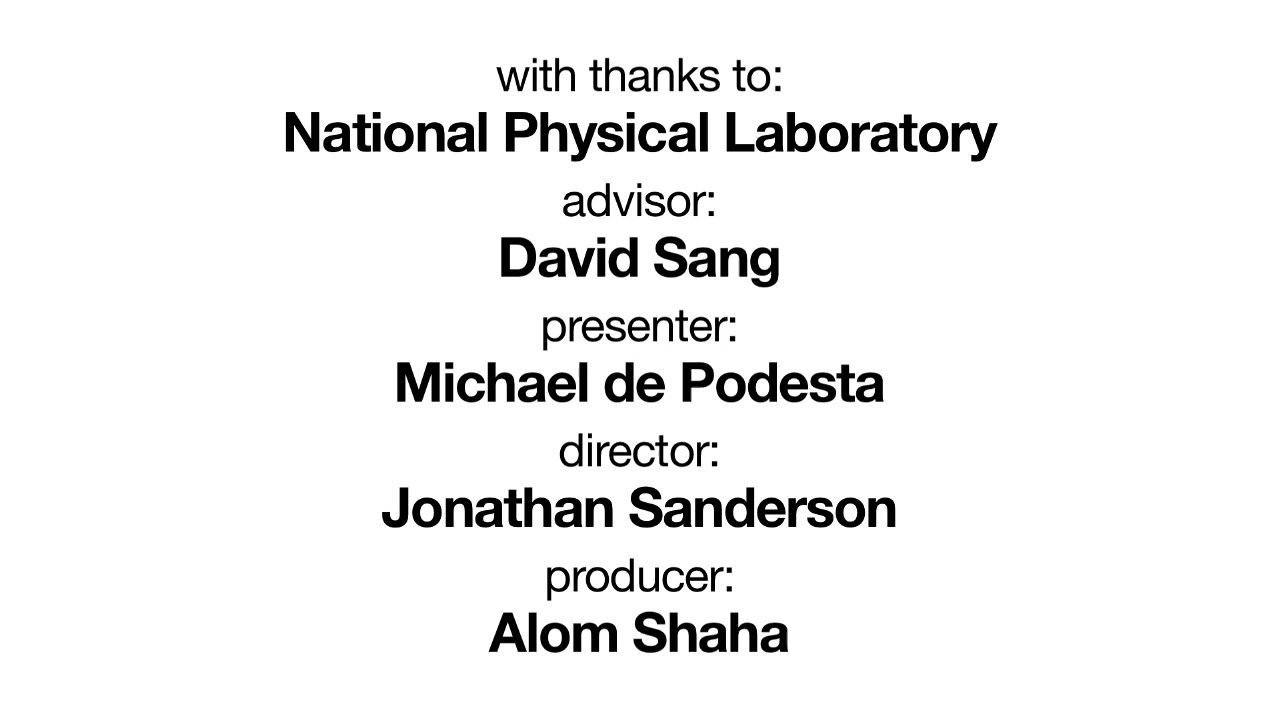 with thanks to:
National Physical Laboratory
advisor:
David Sang
presenter:
Michael de Podesta
director:
Jonathan Sanderson
producer:
Alom Shaha